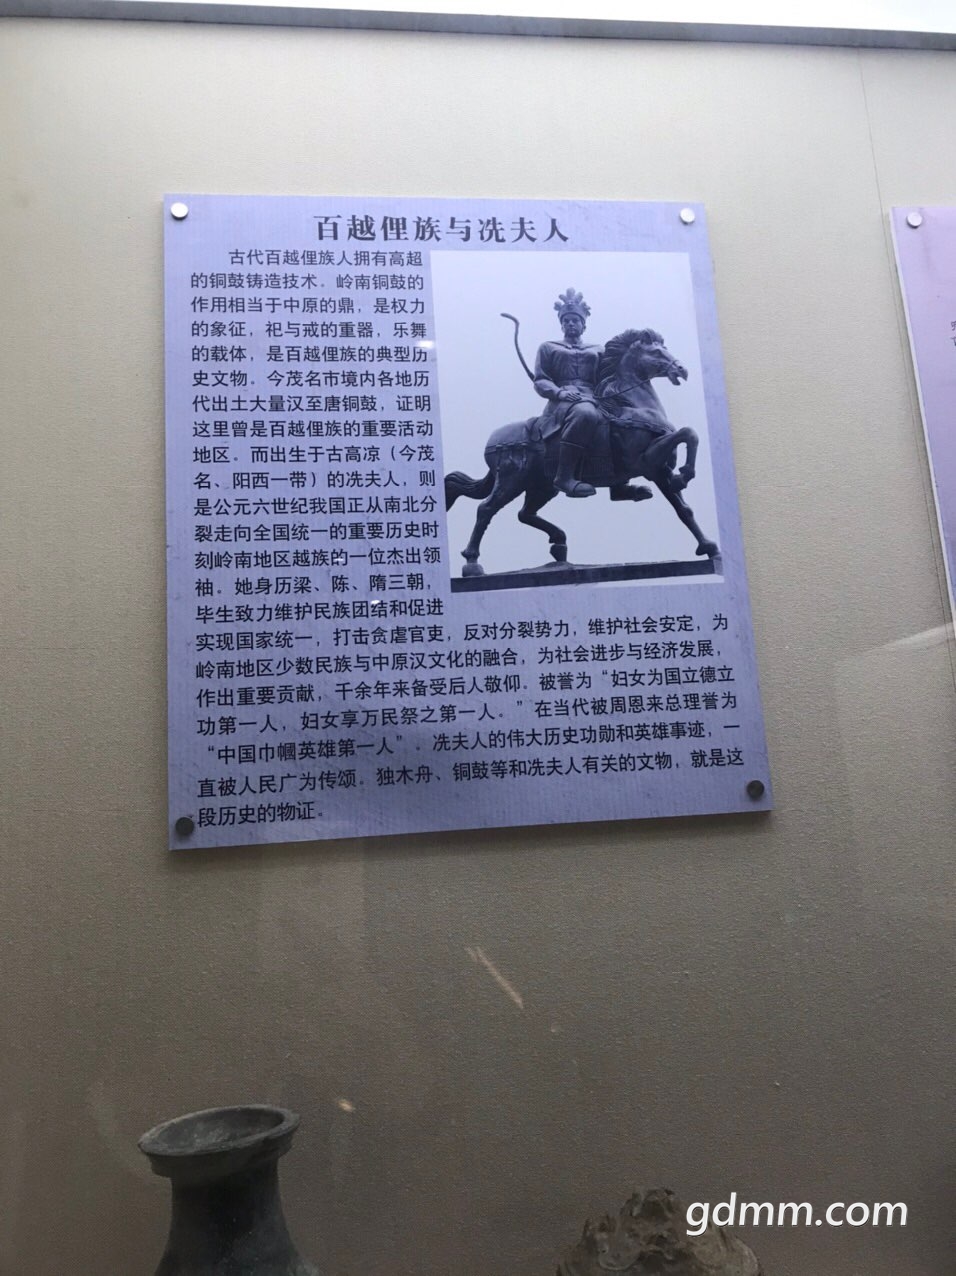 百越俚族与冼夫人
古代百越俚族人拥有高超
的铜鼓铸造技术。岭南铜鼓的
作用相当于中原的鼎，是权力
的象征，祀与戒的重器，乐舞
的载体，是百越俚族的典型历
史文物。今茂名市境内各地历
代出土大量汉至唐铜鼓，证明
这里曾是百越俚族的重要活动
地区。而出生于古高凉（今茂
名、阳西一带）的冼夫人，则
是公元六世纪我国正从南北分
裂走向全国统一的重要历史时
刻岭南地区越族的一位杰出领
袖。她身历梁、陈、隋三朝，
毕生致力维护民族团结和促进
实现国家统一，打击贪虐官吏，反对分裂势力，维护社会安定，为
岭南地区少数民族与中原汉文化的融合，为社会进步与经济发展，
作出重要贡献，千余年来备受后人敬仰。被誉为“妇女为国立德立
功第一人，妇女享万民祭之第一人。”在当代被周恩来总理誉为
“中国巾帼英雄第一人”。冼夫人的伟大历史功勋和英雄事迹，一
直被人民广为传颂。独木舟、铜鼓等和冼夫人有关的文物，就是这
段历史的物证。
gdmm.com